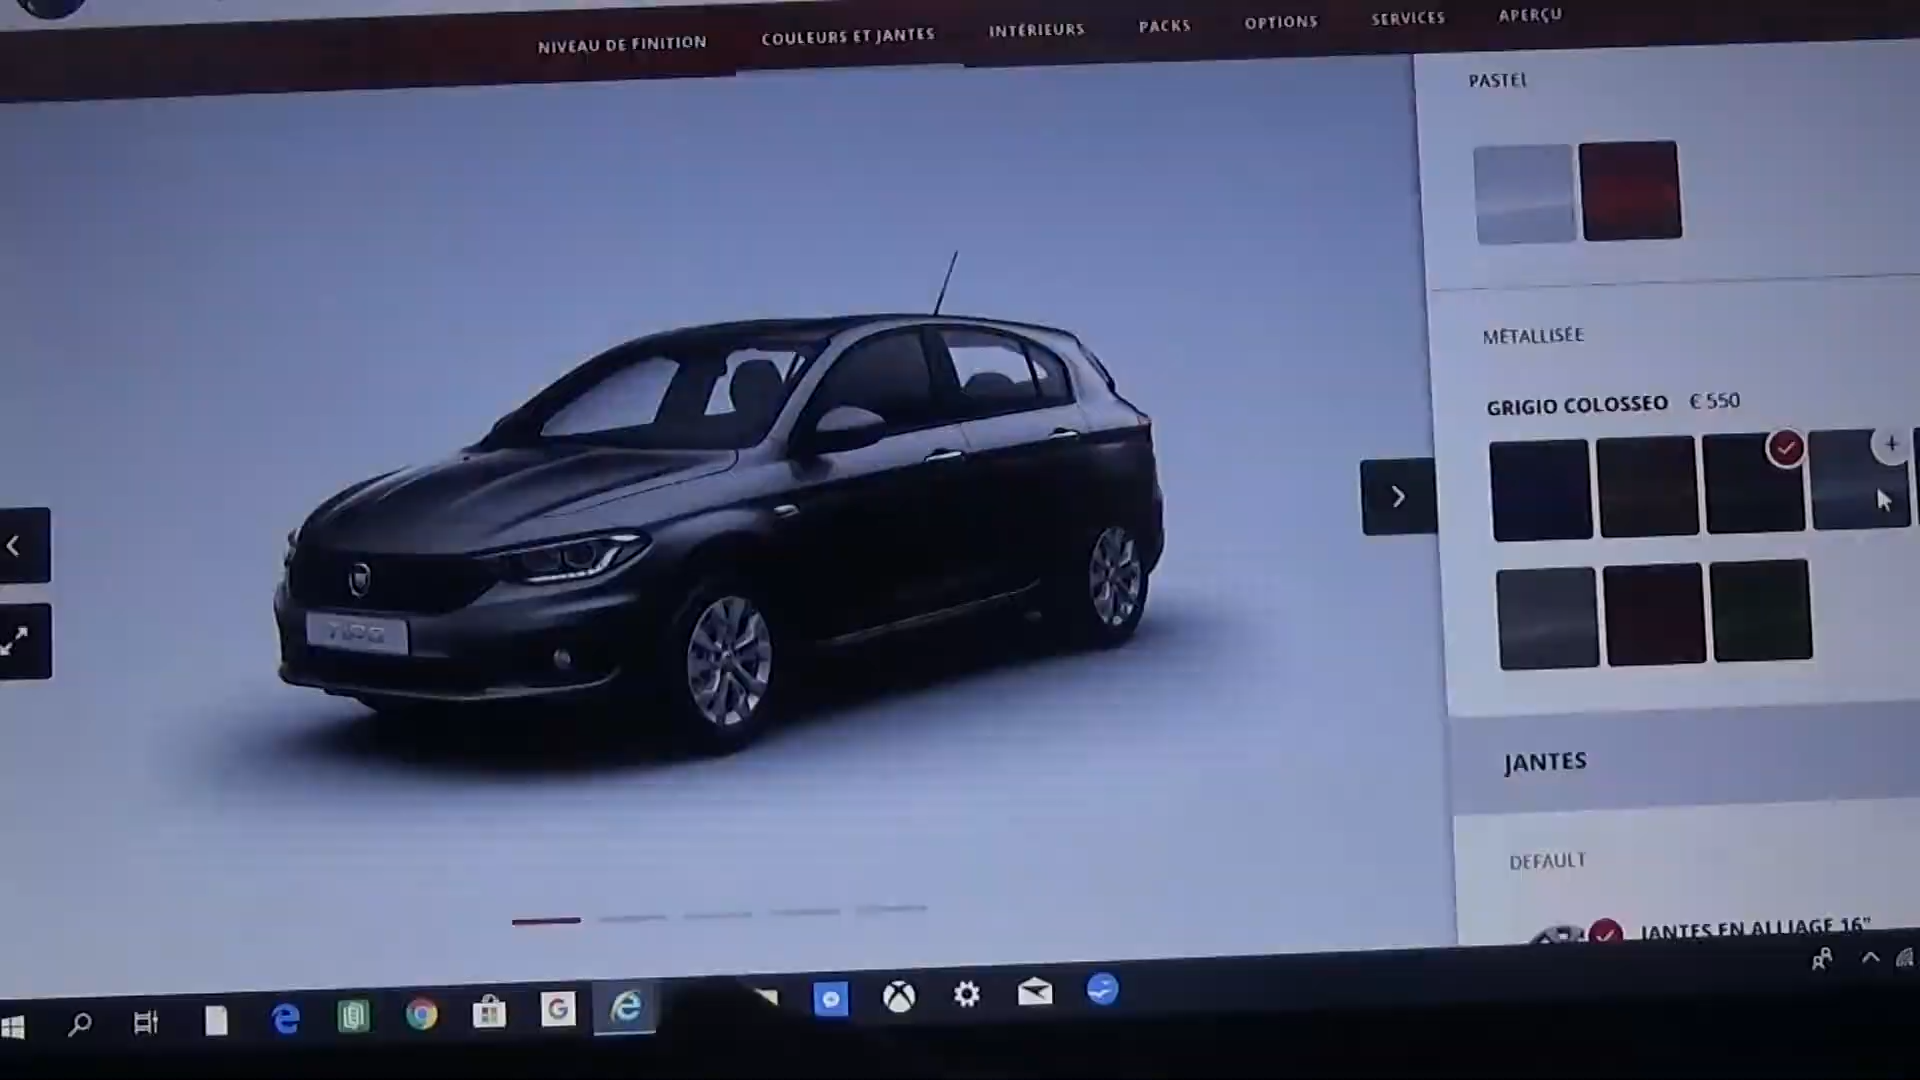 NIVEAU DE FINITION
COULEURS ET JANTES
INTÉRIEURS
PACKS
OPTIONS
SERVICES
APERÇU
PASTEL
MÉTALLISÉE
GRIGIO COLOSSEO € 550
JANTES
DEFAULT
JANTES EN ALLIAGE 16"
TIPO